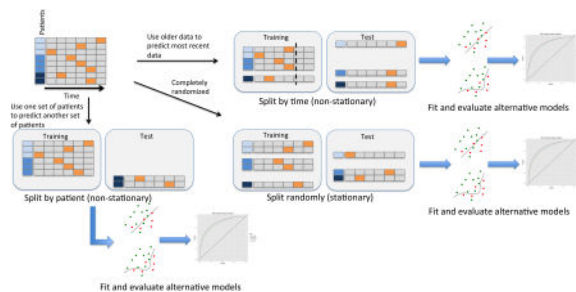 Patients
Time
Use older data to
predict most recent
data
Completely
randomized
Use one set of patients
to predict another set
of patients
Training
Test
Split by time (non-stationary)
Fit and evaluate alternative models
Training
Test
Split by patient (non-stationary)
Training
Test
Split randomly (stationary)
Fit and evaluate alternative models
Fit and evaluate alternative models